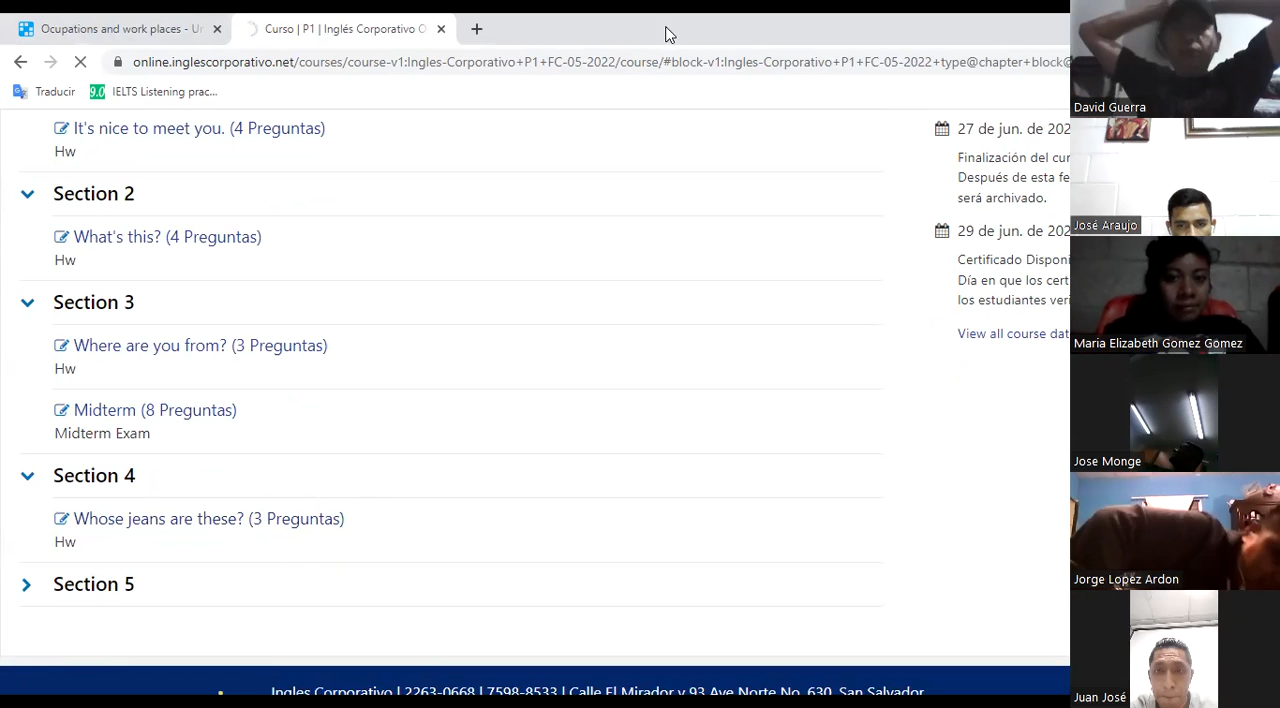 Ocupations and work places - Ur
Curso | P1 | Inglés Corporativo O
online.inglescorporativo.net/courses/course-v1:Ingles-Corporativo+P1+FC-05-2022/course/#block-v1:Ingles-Corporativo+P1+FC-05-2022+type@chapter+block@
Traducir
9.0 IELTS Listening prac...
It's nice to meet you. (4 Preguntas)
Hw
Section 2
What's this? (4 Preguntas)
Hw
Section 3
Where are you from? (3 Preguntas)
Hw
Midterm (8 Preguntas)
Midterm Exam
Section 4
Whose jeans are these? (3 Preguntas)
Hw
Section 5
27 de jun. de 202
Finalización del cur
Después de esta fe
será archivado.
29 de jun. de 202
Certificado Disponi
Día en que los cert
los estudiantes veri
View all course dat
Ingles Corporativo | 2263-0668 | 7598-8533 | Calle El Mirador y 93 Ave Norte No. 630, San Salvador
David Guerra
José Araujo
Maria Elizabeth Gomez Gomez
Jose Monge
Jorge Lopez Ardon
Juan José